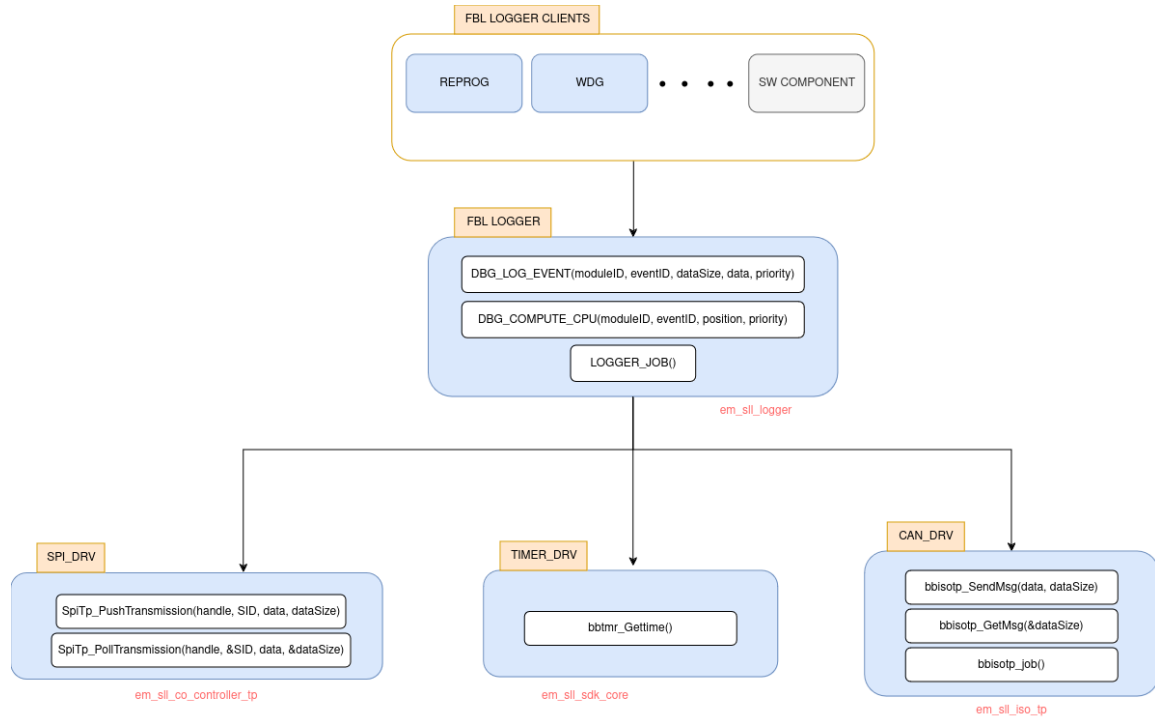 FBL LOGGER CLIENTS
REPROG
WDG
SW COMPONENT
FBL LOGGER
DBG_LOG_EVENT(moduleID, eventID, dataSize, data, priority)
DBG_COMPUTE_CPU(moduleID, eventID, position, priority)
LOGGER_JOB()
em_sll_logger
SPI_DRV
SpiTp_PushTransmission(handle, SID, data, dataSize)
SpiTp_PollTransmission(handle, &SID, data, &dataSize)
em_sll_co_controller_tp
TIMER_DRV
bbtmr_Gettime()
em_sll_sdk_core
CAN_DRV
bbisotp_SendMsg(data, dataSize)
bbisotp_GetMsg(&dataSize)
bbisotp_job()
em_sll_iso_tp